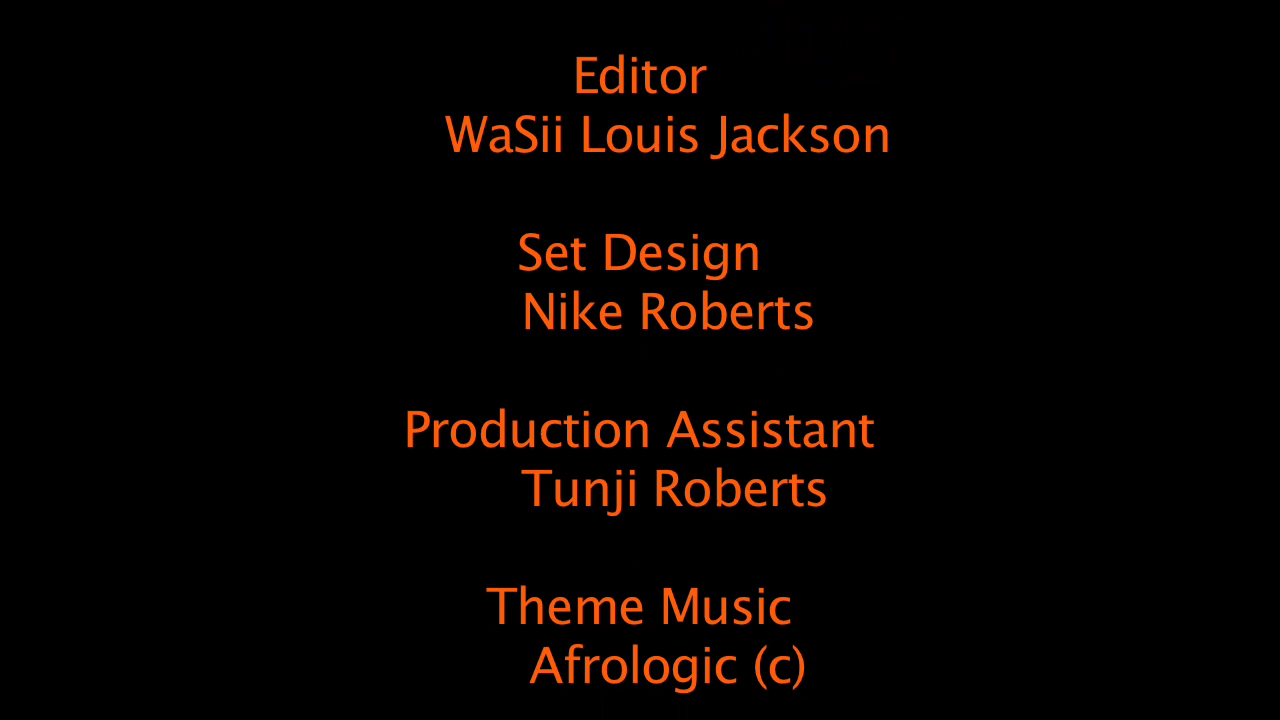 Editor
WaSii Louis Jackson
Set Design
Nike Roberts
Production Assistant
Tunji Roberts
Theme Music
Afrologic (c)